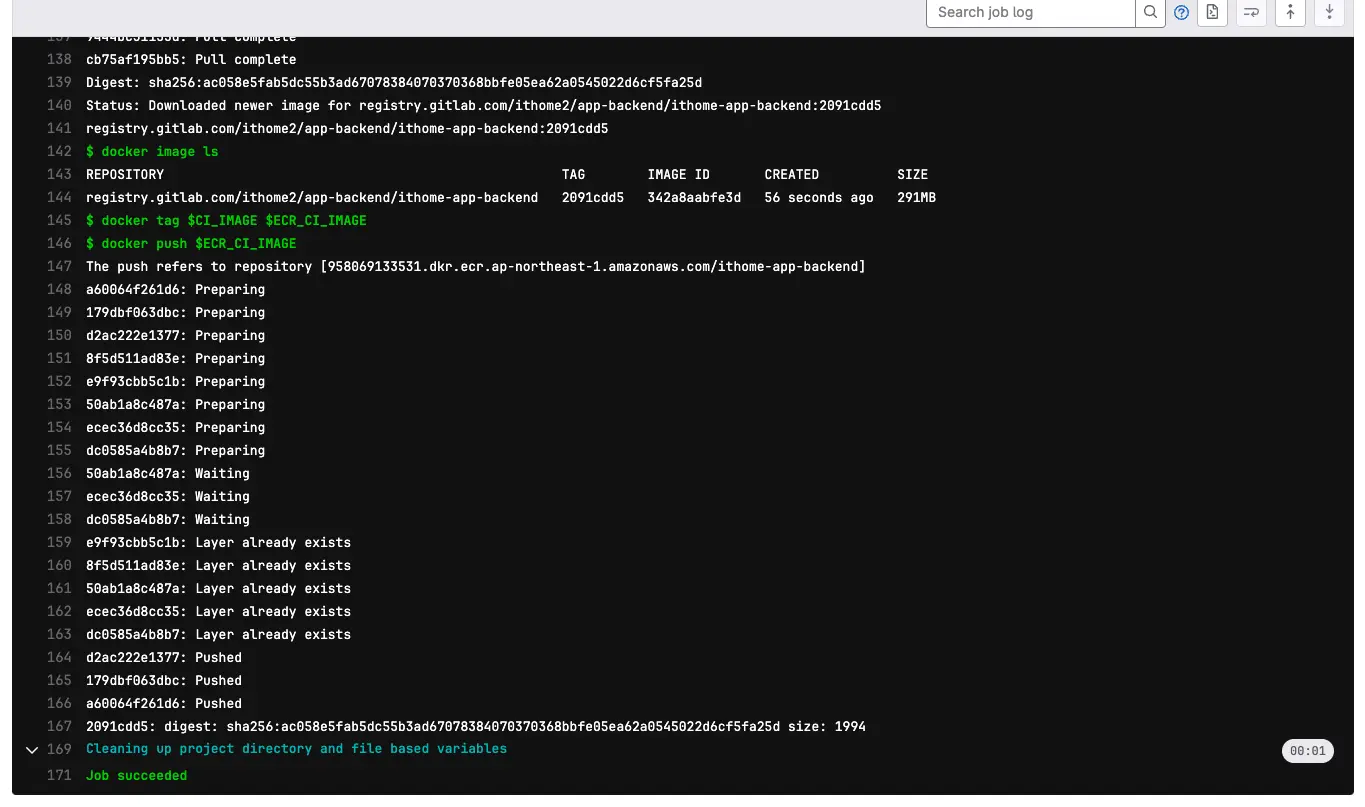 Search job log
138 cb75af195bb5: Pull complete
139 Digest: sha256:ac058e5fab5dc55b3ad67078384070370368bbfe05ea62a0545022d6cf5fa25d
140 Status: Downloaded newer image for registry.gitlab.com/ithome2/app-backend/ithome-app-backend:2091cdd5
141 registry.gitlab.com/ithome2/app-backend/ithome-app-backend:2091cdd5
142 $ docker image ls
143 REPOSITORY TAG IMAGE ID CREATED SIZE
144 registry.gitlab.com/ithome2/app-backend/ithome-app-backend 2091cdd5 342a8aabfe3d 56 seconds ago 291MB
145 $ docker tag $CI_IMAGE $ECR_CI_IMAGE
146 $ docker push $ECR_CI_IMAGE
147 The push refers to repository [958069133531.dkr.ecr.ap-northeast-1.amazonaws.com/ithome-app-backend]
148 a60064f261d6: Preparing
149 179dbf063dbc: Preparing
150 d2ac222e1377: Preparing
151 8f5d511ad83e: Preparing
152 e9f93cbb5c1b: Preparing
153 50ab1a8c487a: Preparing
154 ecec36d8cc35: Preparing
155 dc0585a4b8b7: Preparing
156 50ab1a8c487a: Waiting
157 ecec36d8cc35: Waiting
158 dc0585a4b8b7: Waiting
159 e9f93cbb5c1b: Layer already exists
160 8f5d511ad83e: Layer already exists
161 50ab1a8c487a: Layer already exists
162 ecec36d8cc35: Layer already exists
163 dc0585a4b8b7: Layer already exists
164 d2ac222e1377: Pushed
165 179dbf063dbc: Pushed
166 a60064f261d6: Pushed
167 2091cdd5: digest: sha256:ac058e5fab5dc55b3ad67078384070370368bbfe05ea62a0545022d6cf5fa25d size: 1994
169 Cleaning up project directory and file based variables 00:01
171 Job succeeded